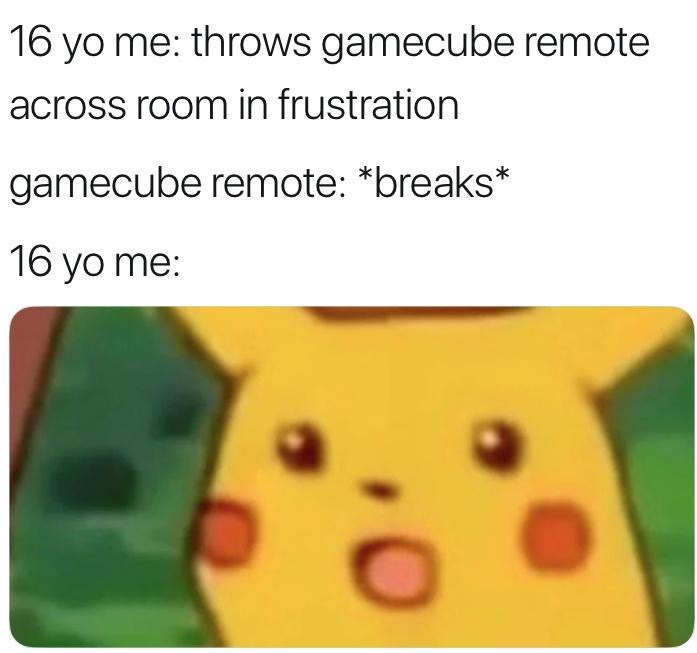 16 yo me: throws gamecube remote
across room in frustration
gamecube remote: *breaks*
16 yo me: